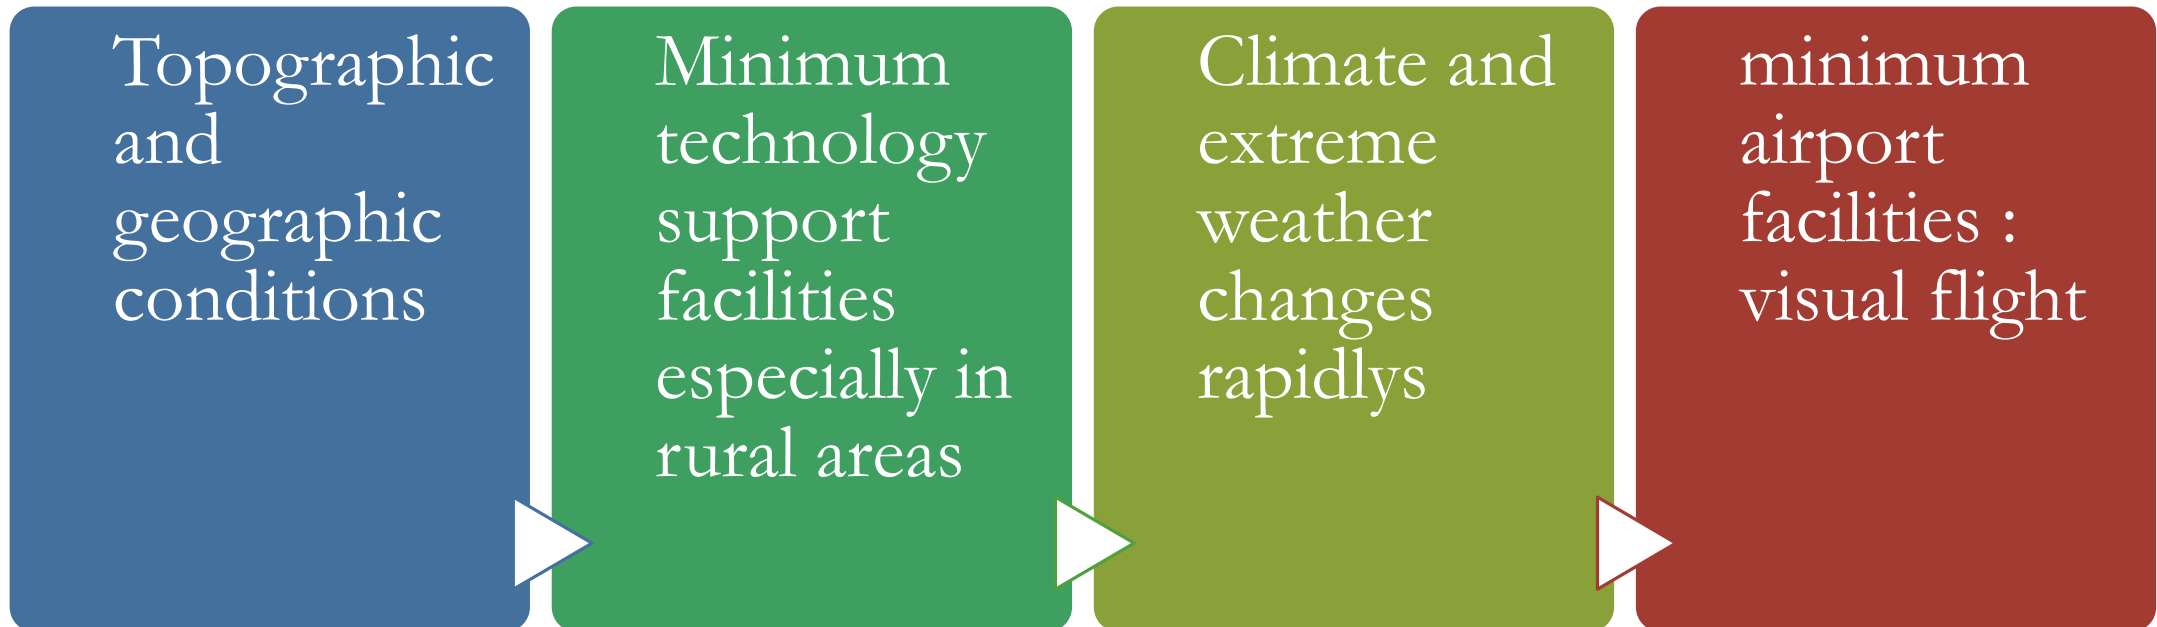 Topographic
and
geographic
conditions
Minimum
technology
support
facilities
especially in
rural areas
Climate and
extreme
weather
changes
rapidlys
minimum
airport
facilities :
visual flight